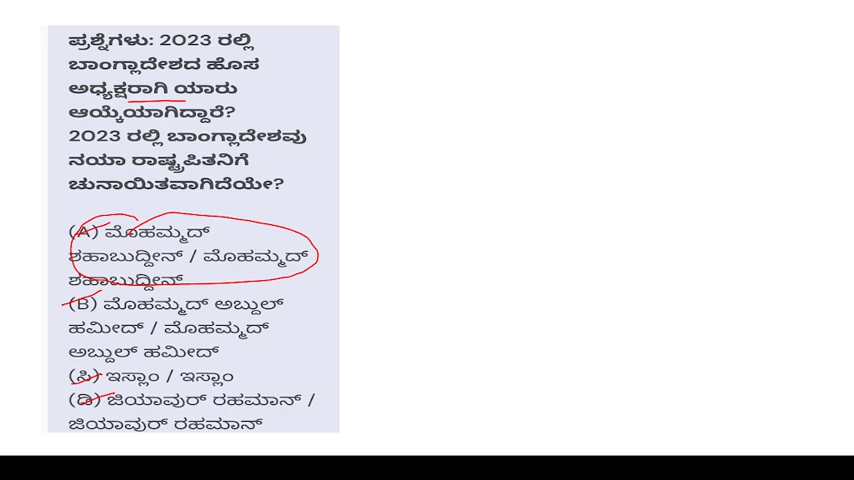 ಪ್ರಶ್ನೆಗಳು: 2023 ರಲ್ಲಿ
ಬಾಂಗ್ಲಾದೇಶದ ಹೊಸ
ಅಧ್ಯಕ್ಷರಾಗಿ ಯಾರು
ಆಯ್ಕೆಯಾಗಿದ್ದಾರೆ?
2023 ರಲ್ಲಿ ಬಾಂಗ್ಲಾದೇಶವು
ನಯಾ ರಾಷ್ಟ್ರಪಿತನಿಗೆ
ಚುನಾಯಿತವಾಗಿದೆಯೇ?
(A) ಮೊಹಮ್ಮದ್
ಶಹಾಬುದ್ದೀನ್ / ಮೊಹಮ್ಮದ್
ಶಹಾಬುದ್ದೀನ್
(B) ಮೊಹಮ್ಮದ್ ಅಬ್ದುಲ್
ಹಮೀದ್ / ಮೊಹಮ್ಮದ್
ಅಬ್ದುಲ್ ಹಮೀದ್
(ಸಿ) ಇಸ್ಲಾಂ / ಇಸ್ಲಾಂ
(ಡಿ) ಜಿಯಾವುರ್ ರಹಮಾನ್ /
ಜಿಯಾವುರ್ ರಹಮಾನ್